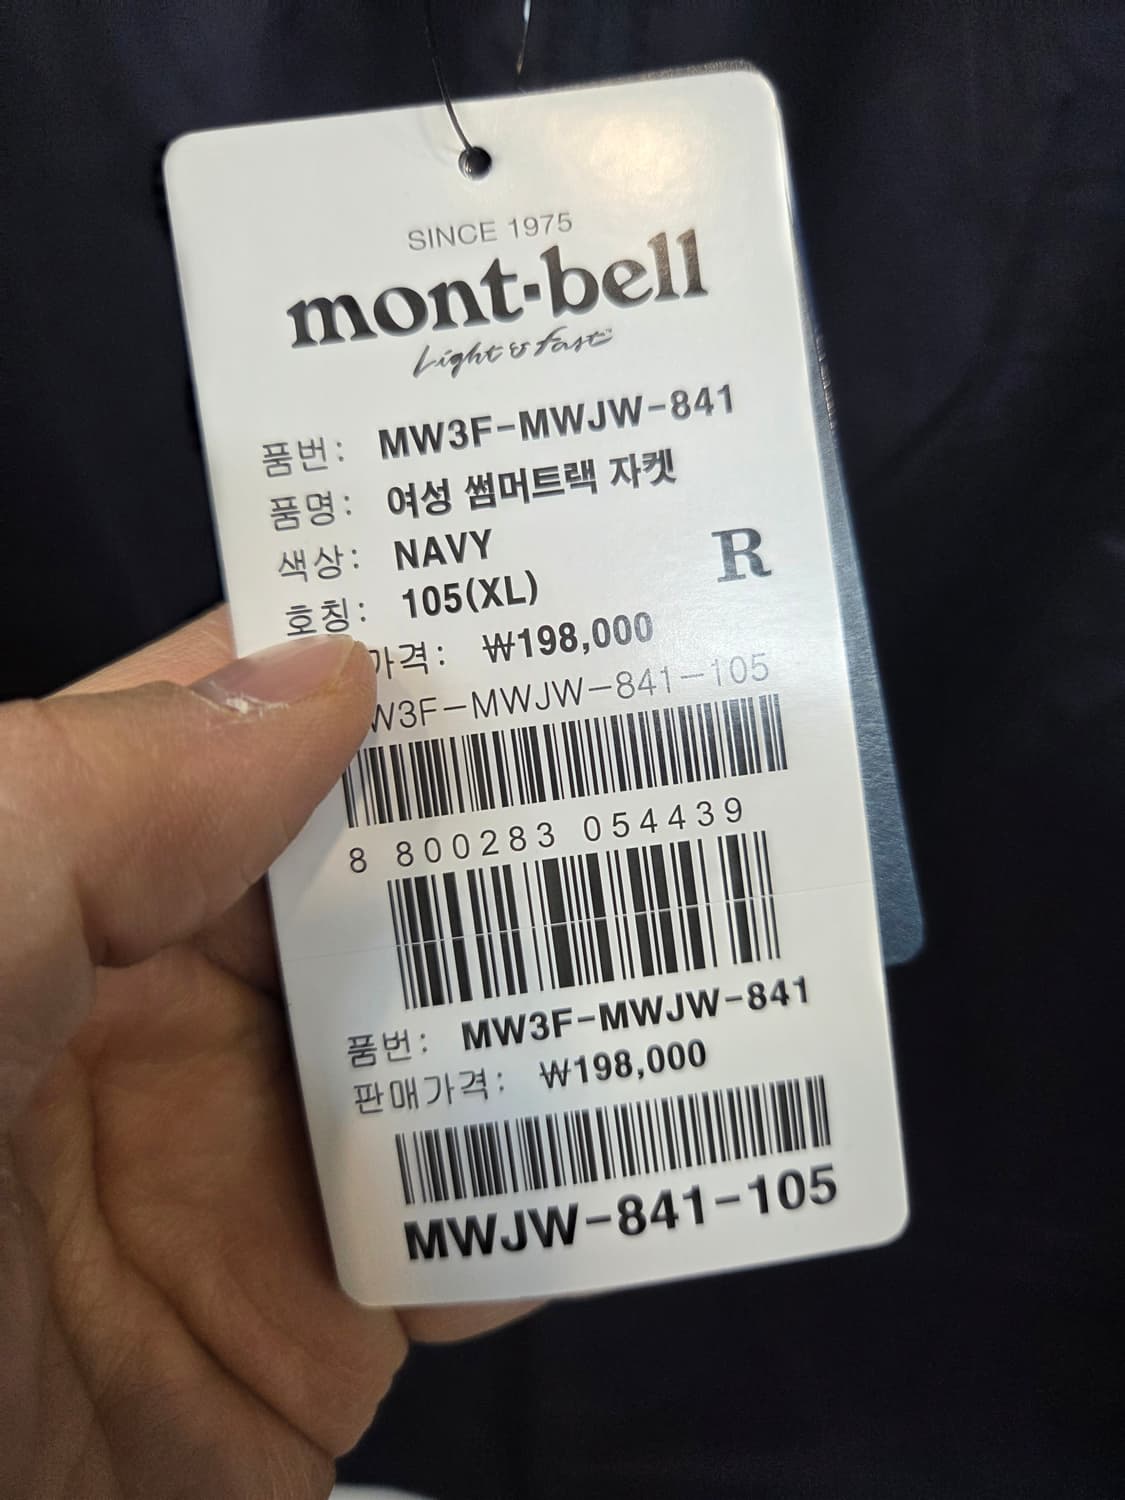 SINCE 1975
mont·bell
Light & fast
품번: MW3F-MWJW-841
품명: 여성 썸머트랙 자켓
색상: NAVY
R
호칭: 105(XL)
가격: ₩198,000
W3F-MWJW-841-105
8 800283 054439
품번: MW3F-MWJW-841
판매가격: ₩198,000
MWJW-841-105